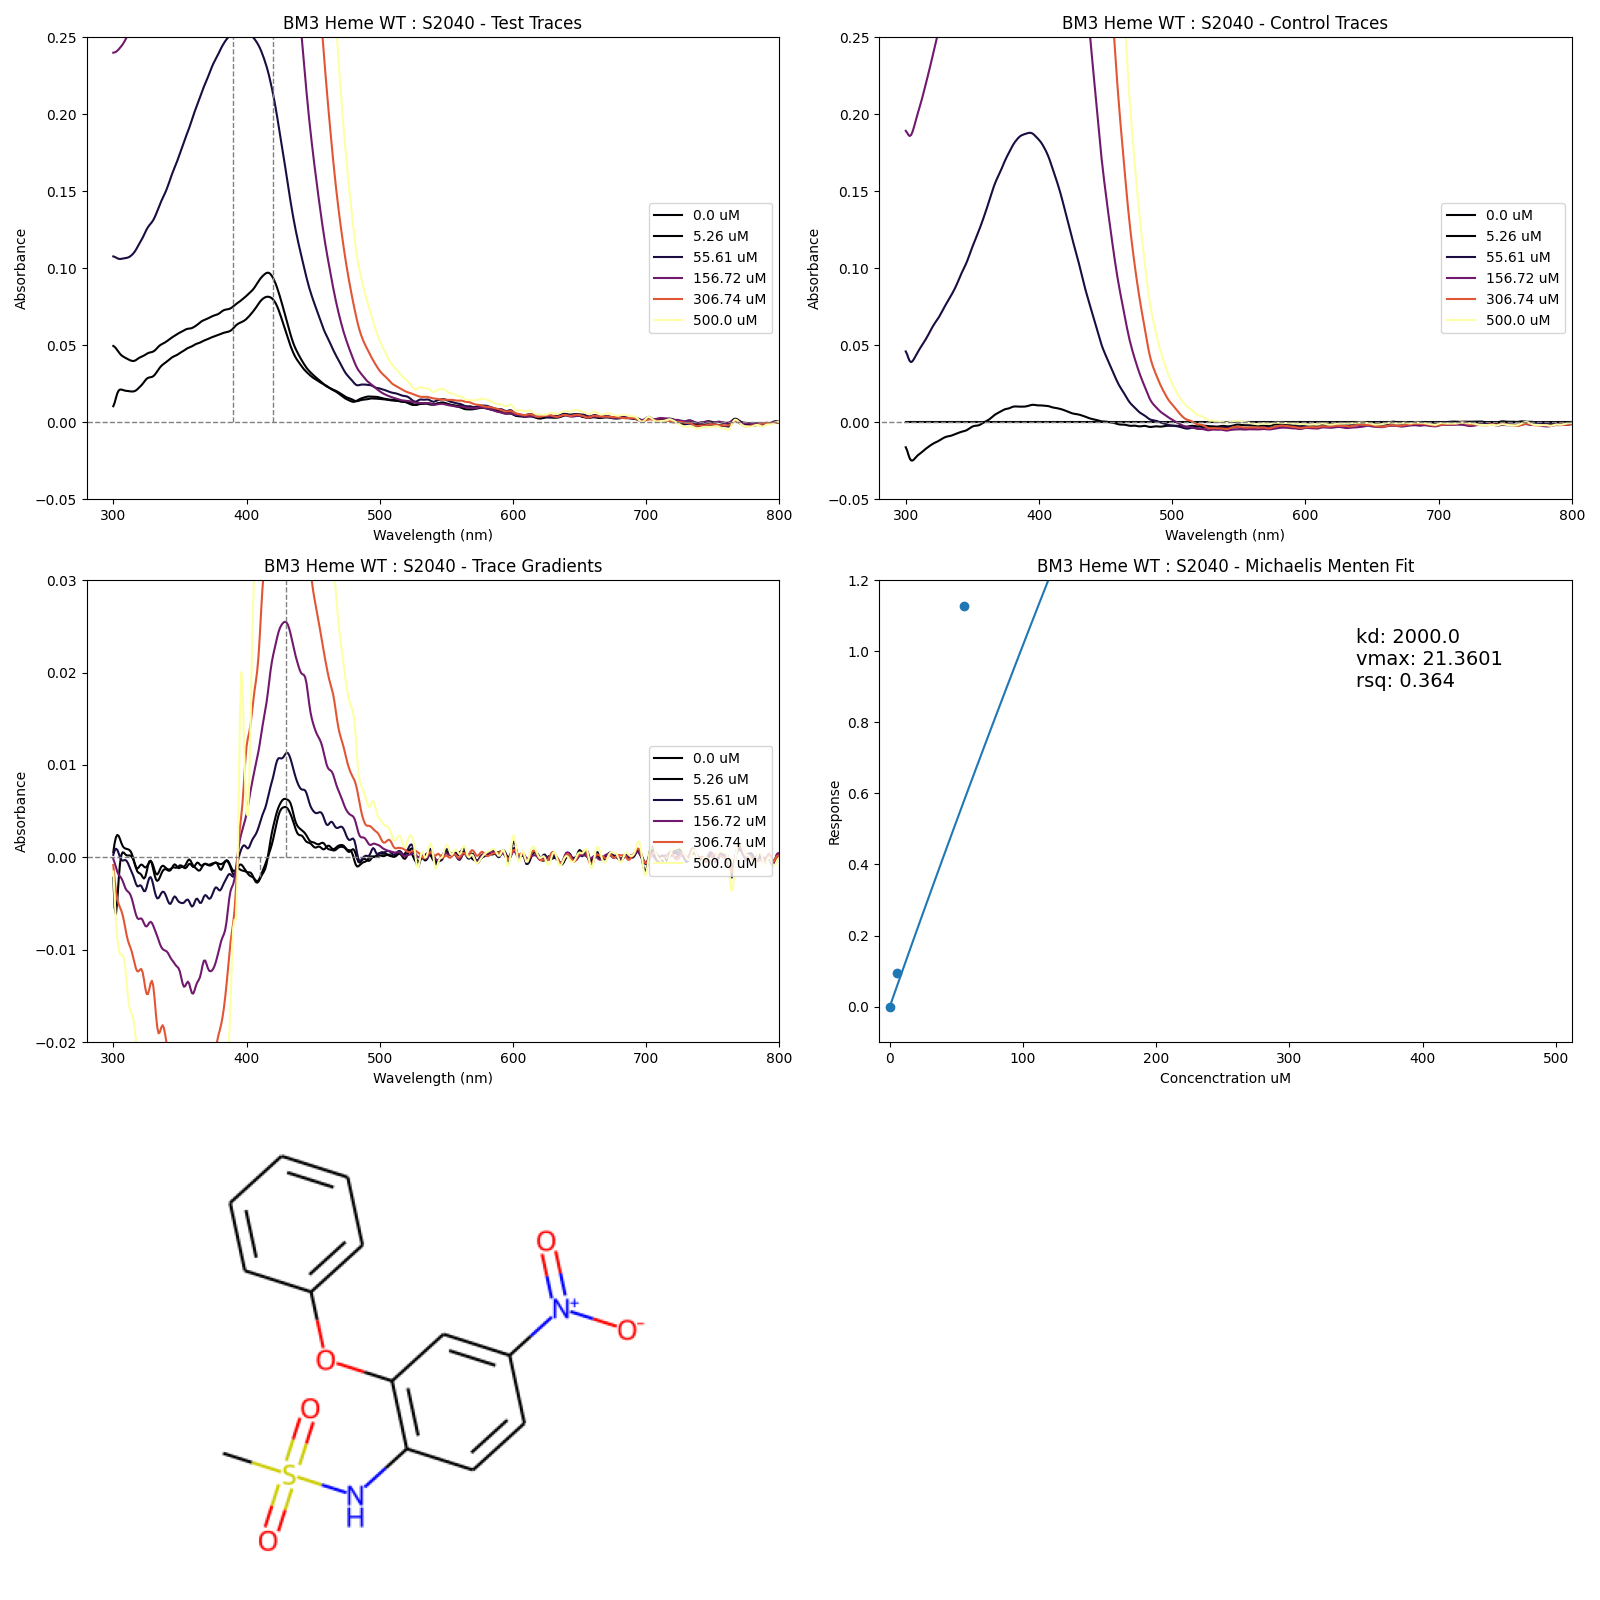 BM3 Heme WT : S2040 - Test Traces
0.25
0.20
0.15
0.10
0.05
0.00
−0.05
Absorbance
300 400 500 600 700 800
Wavelength (nm)
0.0 uM
5.26 uM
55.61 uM
156.72 uM
306.74 uM
500.0 uM
BM3 Heme WT : S2040 - Control Traces
0.25
0.20
0.15
0.10
0.05
0.00
−0.05
Absorbance
300 400 500 600 700 800
Wavelength (nm)
0.0 uM
5.26 uM
55.61 uM
156.72 uM
306.74 uM
500.0 uM
BM3 Heme WT : S2040 - Trace Gradients
0.03
0.02
0.01
0.00
−0.01
−0.02
Absorbance
300 400 500 600 700 800
Wavelength (nm)
0.0 uM
5.26 uM
55.61 uM
156.72 uM
306.74 uM
500.0 uM
BM3 Heme WT : S2040 - Michaelis Menten Fit
1.2
1.0
0.8
0.6
0.4
0.2
0.0
Response
0 100 200 300 400 500
Concenctration uM
kd: 2000.0
vmax: 21.3601
rsq: 0.364
O
N+
O−
O
O
S
N
H
O